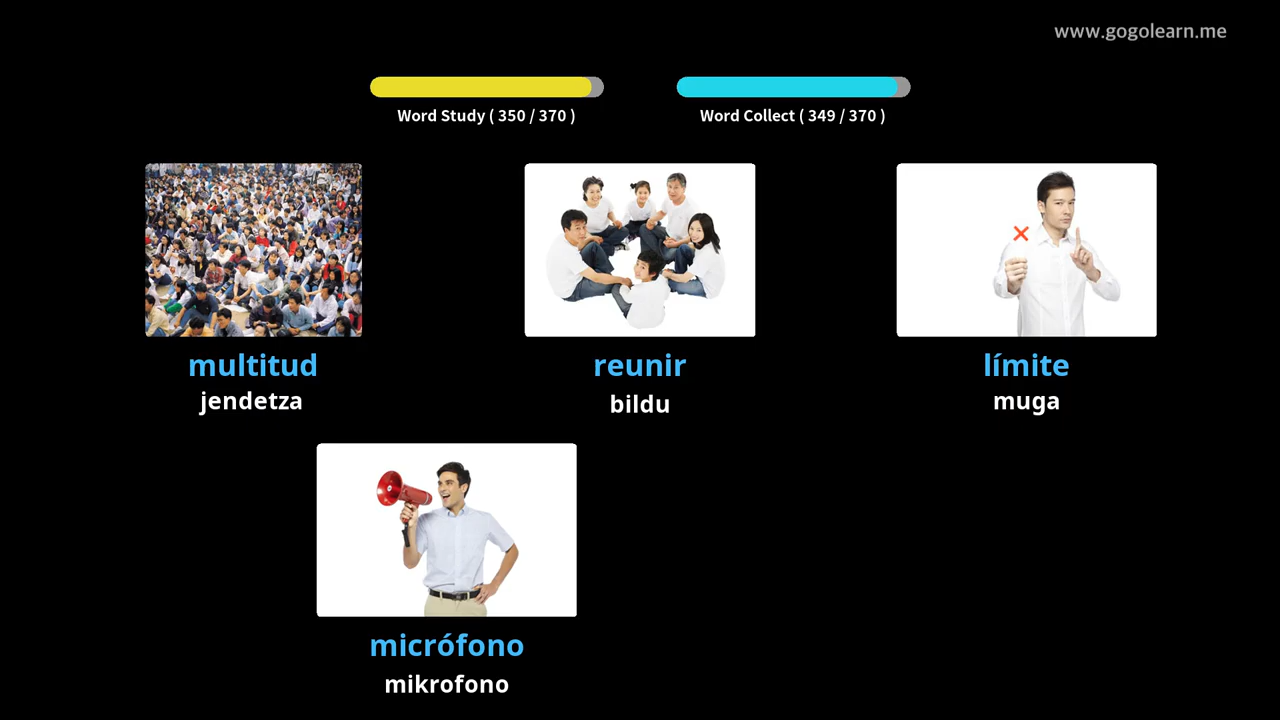 www.gogolearn.me
Word Study ( 350 / 370 )
Word Collect ( 349 / 370 )
multitud
jendetza
reunir
bildu
límite
muga
micrófono
mikrofono